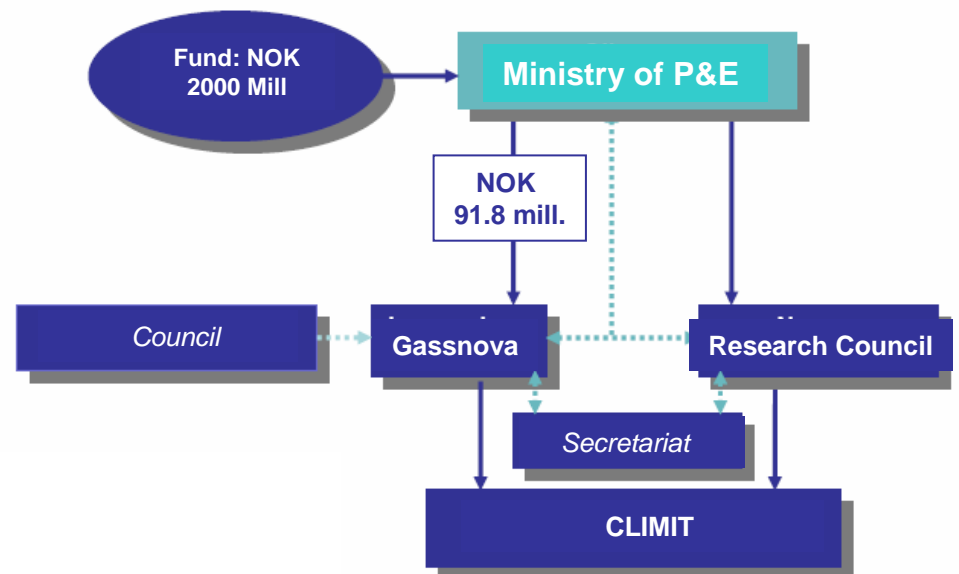 Fund: NOK
2000 Mill
Ministry of P&E
NOK
91.8 mill.
Council
Gassnova
Research Council
Secretariat
CLIMIT